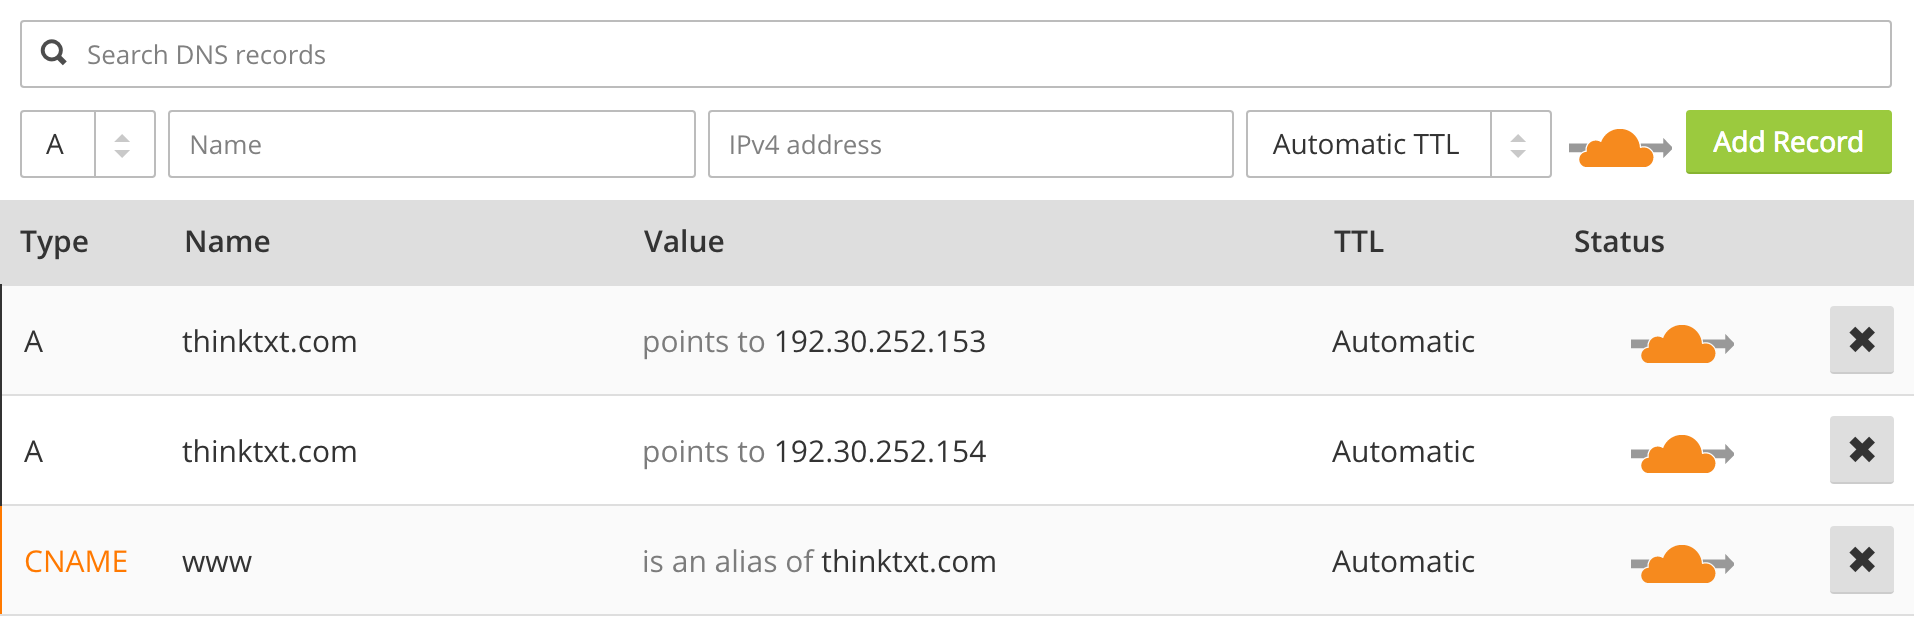 Search DNS records
A Name IPv4 address Automatic TTL Add Record
Type Name Value TTL Status
A thinktxt.com points to 192.30.252.153 Automatic
A thinktxt.com points to 192.30.252.154 Automatic
CNAME www is an alias of thinktxt.com Automatic